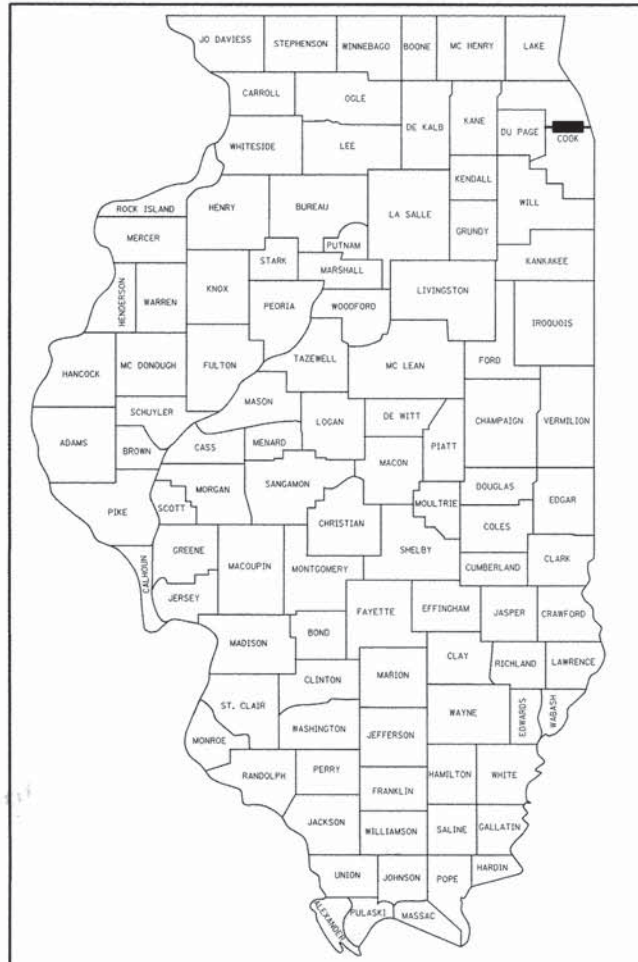 JO DAVIESS
STEPHENSON
WINNEBAGO
BOONE
MC HENRY
LAKE
CARROLL
OGLE
DE KALB
KANE
DU PAGE
COOK
WHITESIDE
LEE
KENDALL
WILL
ROCK ISLAND
HENRY
BUREAU
LA SALLE
GRUNDY
MERCER
PUTNAM
STARK
MARSHALL
KANKAKEE
HENDERSON
WARREN
KNOX
PEORIA
WOODFORD
LIVINGSTON
IROQUOIS
HANCOCK
MC DONOUGH
FULTON
TAZEWELL
MC LEAN
FORD
MASON
SCHUYLER
LOGAN
DE WITT
CHAMPAIGN
VERMILION
ADAMS
BROWN
CASS
MENARD
PIATT
MACON
MORGAN
SANGAMON
DOUGLAS
EDGAR
PIKE
SCOTT
CHRISTIAN
MOULTRIE
COLES
GREENE
MACOUPIN
MONTGOMERY
SHELBY
CUMBERLAND
CLARK
CALHOUN
JERSEY
FAYETTE
EFFINGHAM
JASPER
CRAWFORD
MADISON
BOND
CLAY
RICHLAND
LAWRENCE
CLINTON
MARION
ST. CLAIR
WAYNE
EDWARDS
WABASH
WASHINGTON
JEFFERSON
MONROE
RANDOLPH
PERRY
HAMILTON
WHITE
FRANKLIN
JACKSON
WILLIAMSON
SALINE
GALLATIN
UNION
JOHNSON
POPE
HARDIN
ALEXANDER
PULASKI
MASSAC